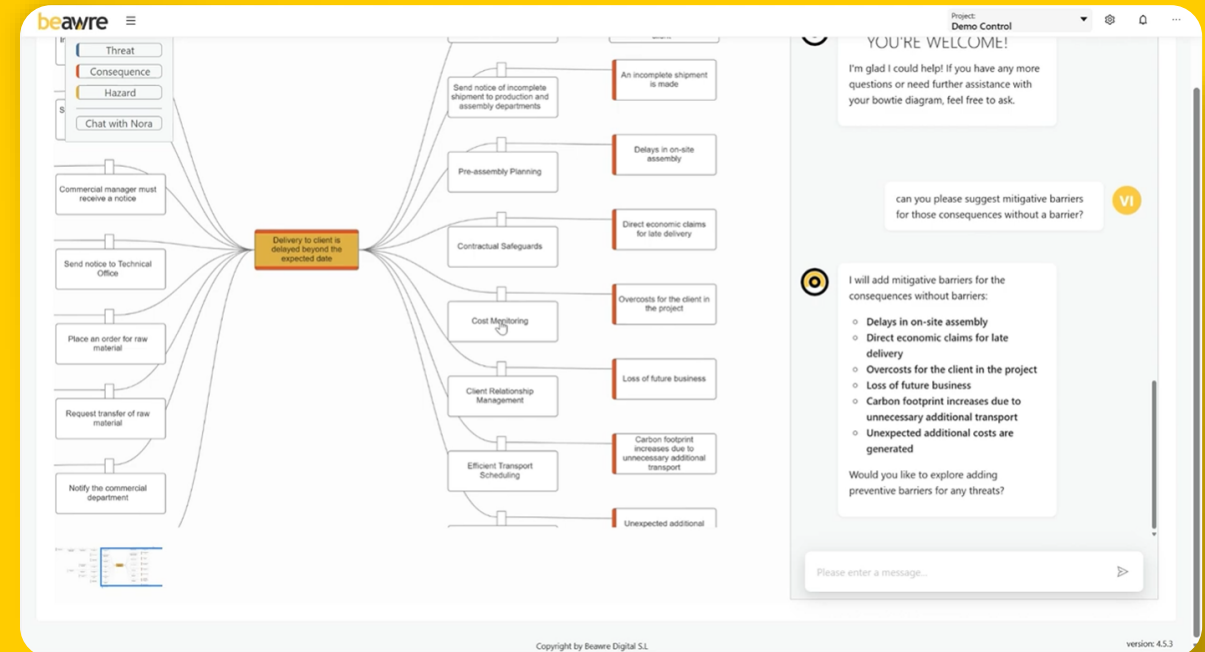 beawre
Project:
Demo Control
Threat
Consequence
Hazard
Chat with Nora
Commercial manager must
receive a notice
Send notice to Technical
Office
Place an order for raw
material
Request transfer of raw
material
Notify the commercial
department
Delivery to client is
delayed beyond the
expected date
Send notice of incomplete
shipment to production and
assembly departments
Pre-assembly Planning
Contractual Safeguards
Cost Monitoring
Client Relationship
Management
Efficient Transport
Scheduling
An incomplete shipment
is made
Delays in on-site
assembly
Direct economic claims
for late delivery
Overcosts for the client in
the project
Loss of future business
Carbon footprint
increases due to
unnecessary additional
transport
Unexpected additional
YOU'RE WELCOME!
I'm glad I could help! If you have any more
questions or need further assistance with
your bowtie diagram, feel free to ask.
can you please suggest mitigative barriers
for those consequences without a barrier?
VI
I will add mitigative barriers for the
consequences without barriers:
Delays in on-site assembly
Direct economic claims for late
delivery
Overcosts for the client in the project
Loss of future business
Carbon footprint increases due to
unnecessary additional transport
Unexpected additional costs are
generated
Would you like to explore adding
preventive barriers for any threats?
Please enter a message...
Copyright by Beawre Digital S.L
version: 4.5.3